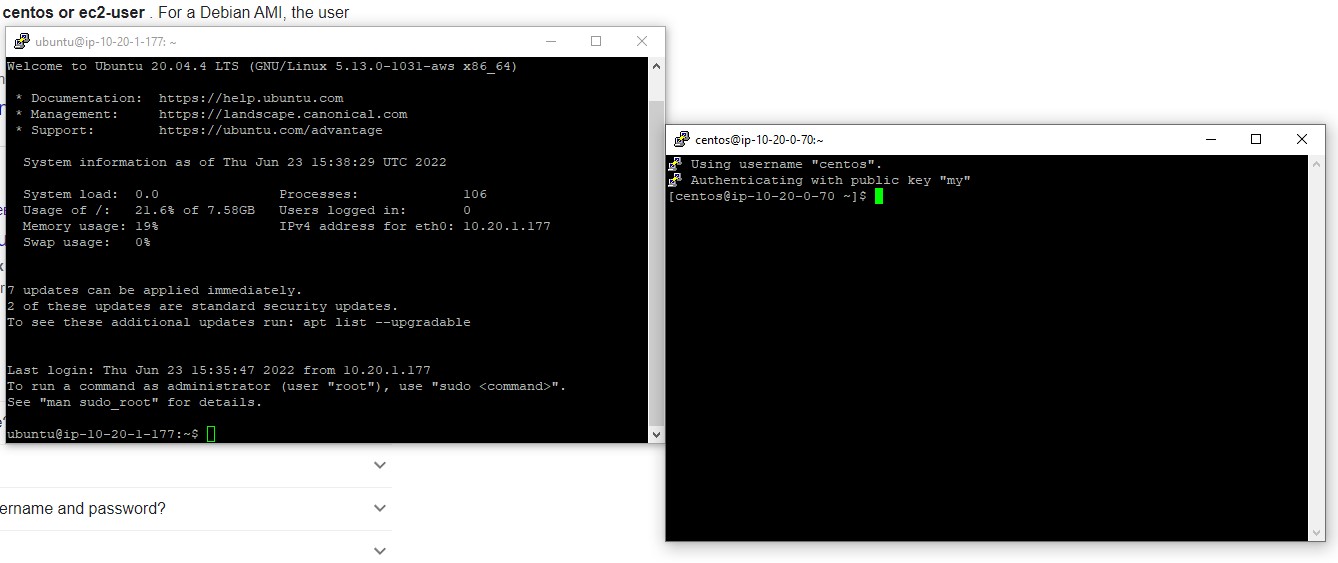 centos or ec2-user . For a Debian AMI, the user
ubuntu@ip-10-20-1-177: ~
Welcome to Ubuntu 20.04.4 LTS (GNU/Linux 5.13.0-1031-aws x86_64)
* Documentation:  https://help.ubuntu.com
* Management:     https://landscape.canonical.com
* Support:        https://ubuntu.com/advantage
System information as of Thu Jun 23 15:38:29 UTC 2022
System load:  0.0               Processes:             106
Usage of /:   21.6% of 7.58GB   Users logged in:       0
Memory usage: 19%               IPv4 address for eth0: 10.20.1.177
Swap usage:   0%
7 updates can be applied immediately.
2 of these updates are standard security updates.
To see these additional updates run: apt list --upgradable
Last login: Thu Jun 23 15:35:47 2022 from 10.20.1.177
To run a command as administrator (user "root"), use "sudo <command>".
See "man sudo_root" for details.
ubuntu@ip-10-20-1-177:~$
centos@ip-10-20-0-70:~
Using username "centos".
Authenticating with public key "my"
[centos@ip-10-20-0-70 ~]$
ername and password?